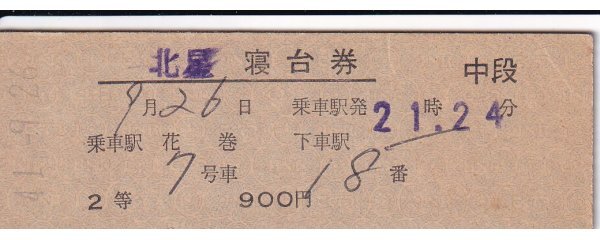 北星 寝台券 中段
9月26日 乗車駅発 21時24分
乗車駅 花巻 下車駅
7号車 18番
2等 900円